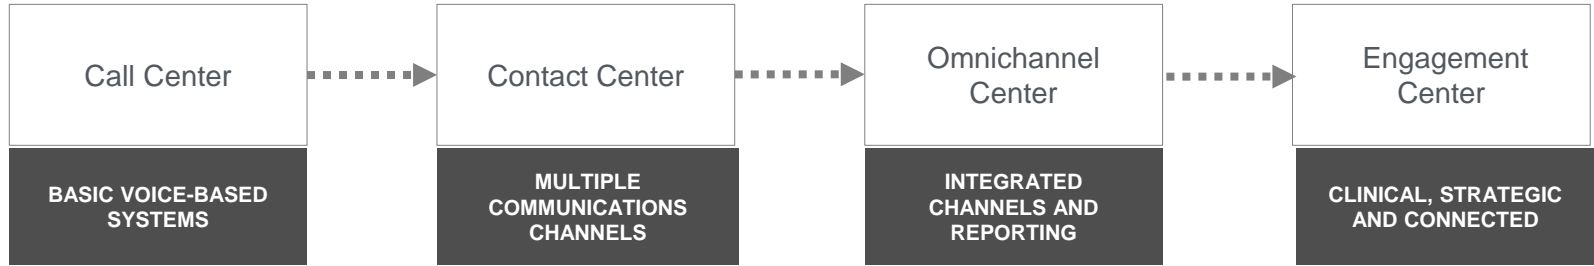 Call Center
BASIC VOICE-BASED
SYSTEMS
Contact Center
MULTIPLE
COMMUNICATIONS
CHANNELS
Omnichannel
Center
INTEGRATED
CHANNELS AND
REPORTING
Engagement
Center
CLINICAL, STRATEGIC
AND CONNECTED